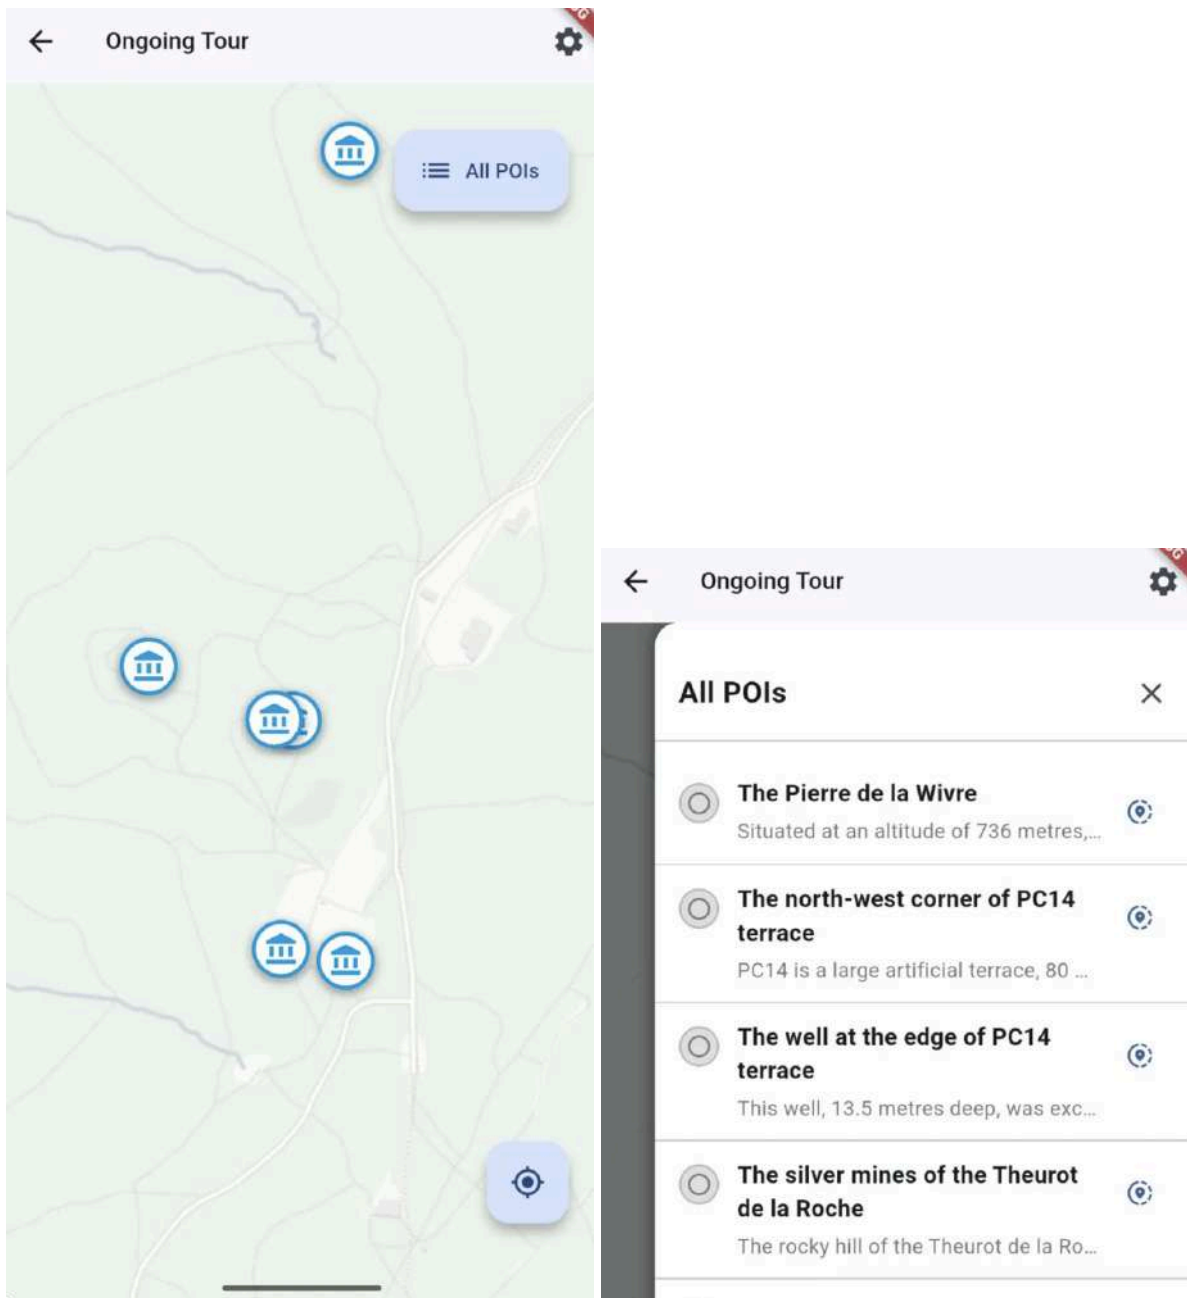 Ongoing Tour
All POIs
Ongoing Tour
All POIs
The Pierre de la Wivre
Situated at an altitude of 736 metres,...
The north-west corner of PC14
terrace
PC14 is a large artificial terrace, 80 ...
The well at the edge of PC14
terrace
This well, 13.5 metres deep, was exc...
The silver mines of the Theurot
de la Roche
The rocky hill of the Theurot de la Ro...